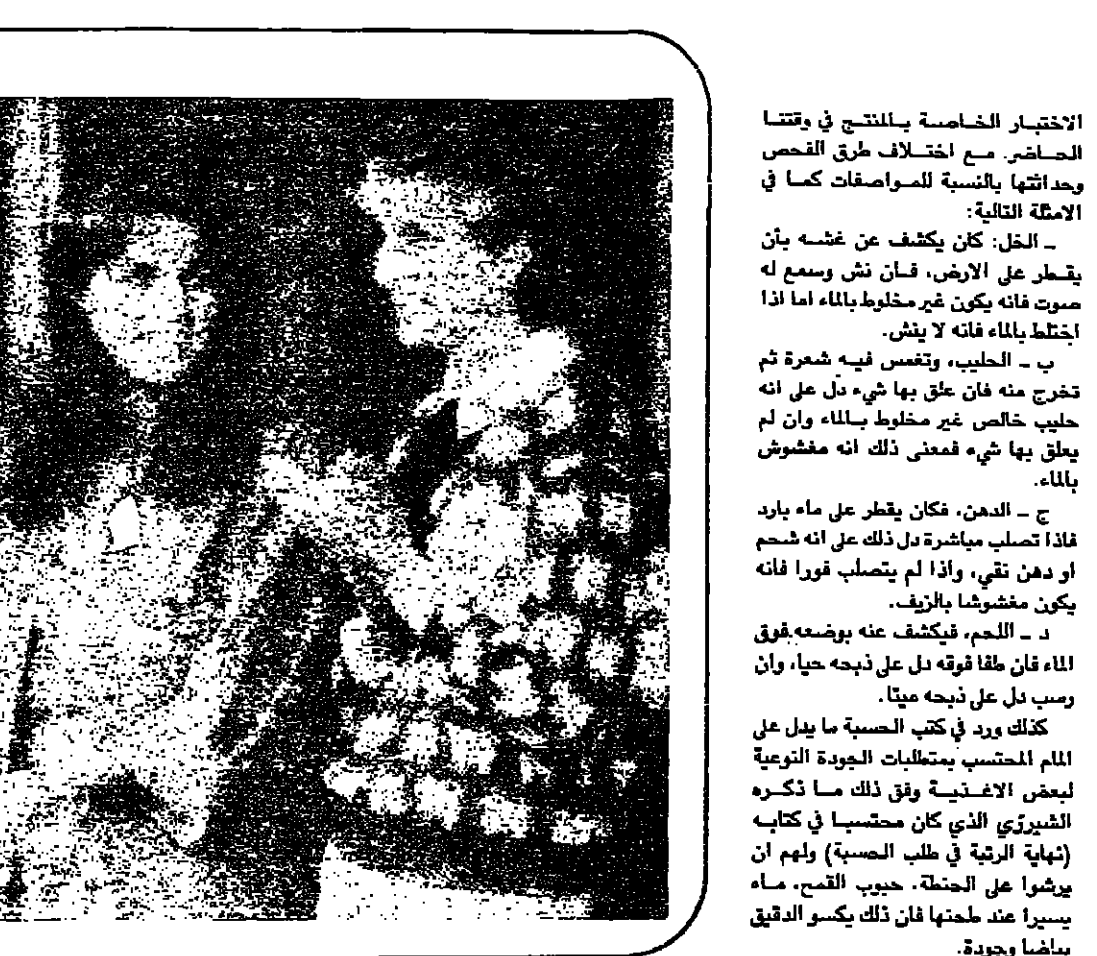 الاختبار الخاصة بالمنتج في وقتنا
الحاضر. مع اختلاف طرق الفحص
وحداثتها بالنسبة للمواصفات كما في
الامثلة التالية:
ـ الخل: كان يكشف عن غشه بأن
يقطر على الارض، فأن نش وسمع له
صوت فانه يكون غير مخلوط بالماء اما اذا
اختلط بالماء فانه لا ينش.
ب ـ الحليب، وتغمس فيه شعرة ثم
تخرج منه فان علق بها شيء دل على انه
حليب خالص غير مخلوط بالماء وان لم
يعلق بها شيء فمعنى ذلك انه مغشوش
بالماء.
ج ـ الدهن، فكان يقطر على ماء بارد
فاذا تصلب مباشرة دل ذلك على انه شحم
او دهن نقي، واذا لم يتصلب فورا فانه
يكون مغشوشا بالزيف.
د ـ اللحم، فيكشف عنه بوضعه فوق
الماء فان طفا فوقه دل على ذبحه حيا، وان
رسب دل على ذبحه ميتا.
كذلك ورد في كتب الحسبة ما يدل على
المام المحتسب بمتطلبات الجودة النوعية
لبعض الاغذية وفق ذلك ما ذكره
الشيرزي الذي كان محتسبا في كتابه
(نهاية الرتبة في طلب الحسبة) ولهم ان
يرشوا على الحنطة، حبوب القمح، ماء
يسيرا عند طحنها فان ذلك يكسو الدقيق
بياضا وجودة.